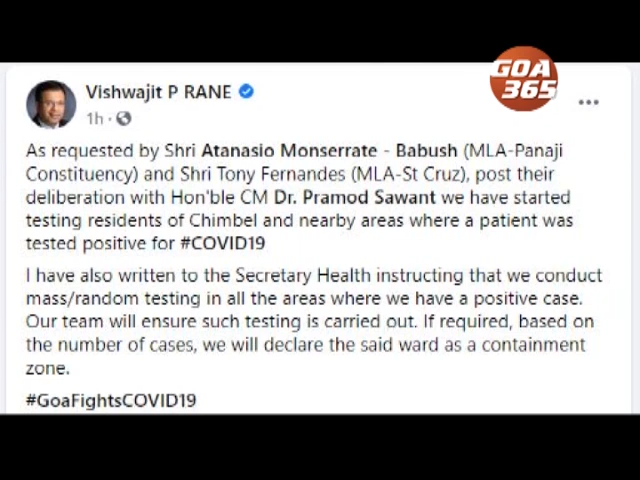 GOA
365
Vishwajit P RANE
1h ·
As requested by Shri Atanasio Monserrate - Babush (MLA-Panaji
Constituency) and Shri Tony Fernandes (MLA-St Cruz), post their
deliberation with Hon'ble CM Dr. Pramod Sawant we have started
testing residents of Chimbel and nearby areas where a patient was
tested positive for #COVID19
I have also written to the Secretary Health instructing that we conduct
mass/random testing in all the areas where we have a positive case.
Our team will ensure such testing is carried out. If required, based on
the number of cases, we will declare the said ward as a containment
zone.
#GoaFightsCOVID19